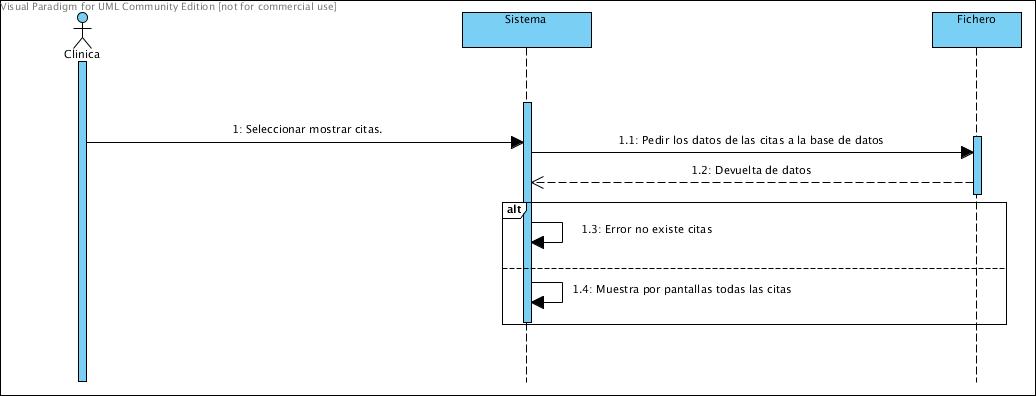 Visual Paradigm for UML Community Edition [not for commercial use]
Sistema
Fichero
Clinica
1: Seleccionar mostrar citas.
1.1: Pedir los datos de las citas a la base de datos
1.2: Devuelta de datos
alt
1.3: Error no existe citas
1.4: Muestra por pantallas todas las citas